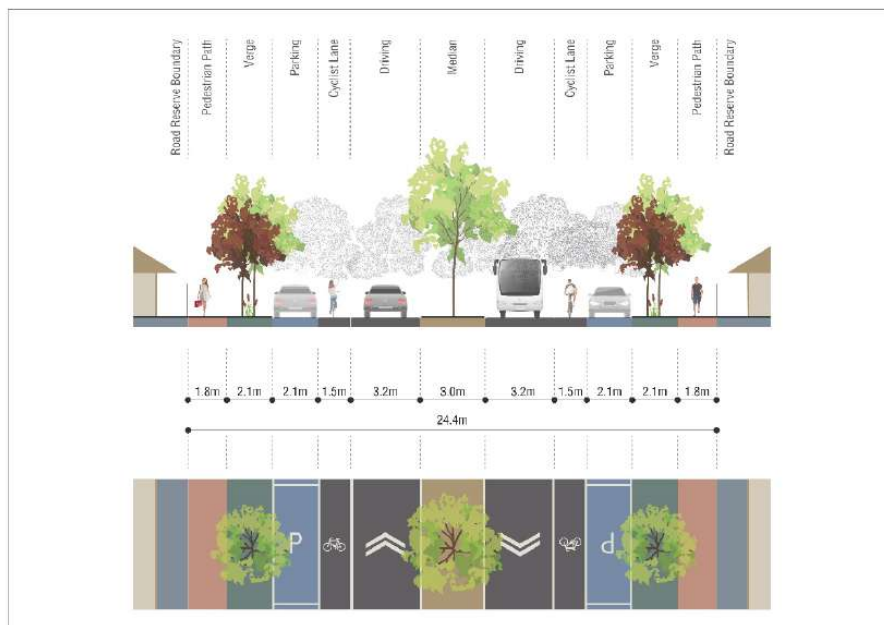 Road Reserve Boundary
Pedestrian Path
Verge
Parking
Cyclist Lane
Driving
Median
Driving
Cyclist Lane
Parking
Verge
Pedestrian Path
Road Reserve Boundary
1.8m 2.1m 2.1m 1.5m 3.2m 3.0m 3.2m 1.5m 2.1m 2.1m 1.8m
24.4m
P P